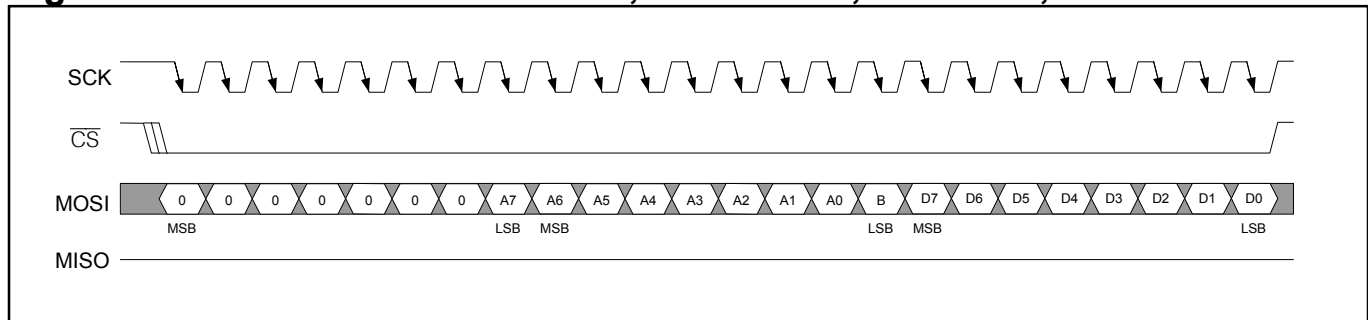 SCK
CS
MOSI 0 0 0 0 0 0 0 A7 A6 A5 A4 A3 A2 A1 A0 B D7 D6 D5 D4 D3 D2 D1 D0
MSB LSB MSB LSB MSB LSB
MISO